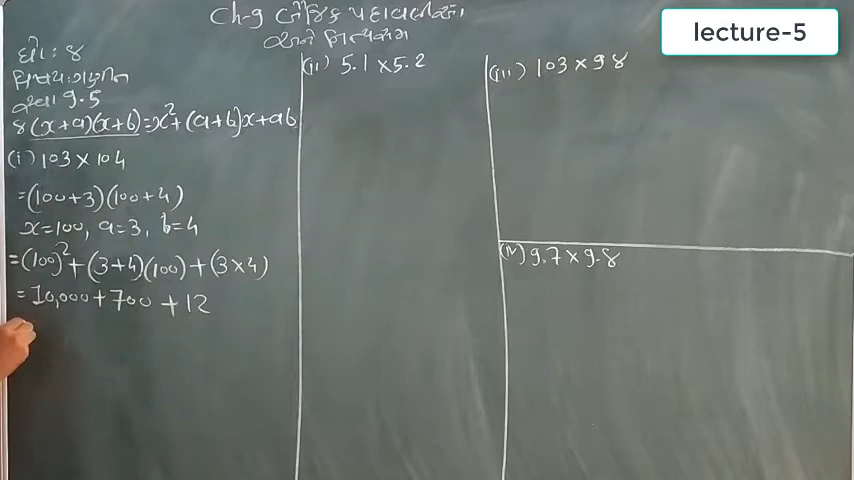 Ch-9 બૈજિક પદાવલીઓ
અને નિત્યસમ
lecture-5
ધો: ૮
વિષય: ગણિત
સ્વા 9.5
8 (x+a)(x+b)=x²+(a+b)x+ab
(i) 103 × 104
=(100+3)(100+4)
x=100, a=3, b=4
=(100)²+(3+4)(100)+(3×4)
=10,000+700+12
(ii) 5.1 × 5.2
(iii) 103 × 98
(iv) 9.7 × 9.8